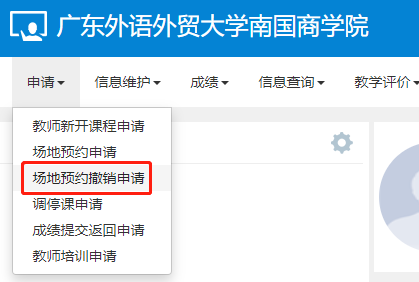 广东外语外贸大学南国商学院
申请 信息维护 成绩 信息查询 教学评价
教师新开课程申请
场地预约申请
场地预约撤销申请
调停课申请
成绩提交返回申请
教师培训申请